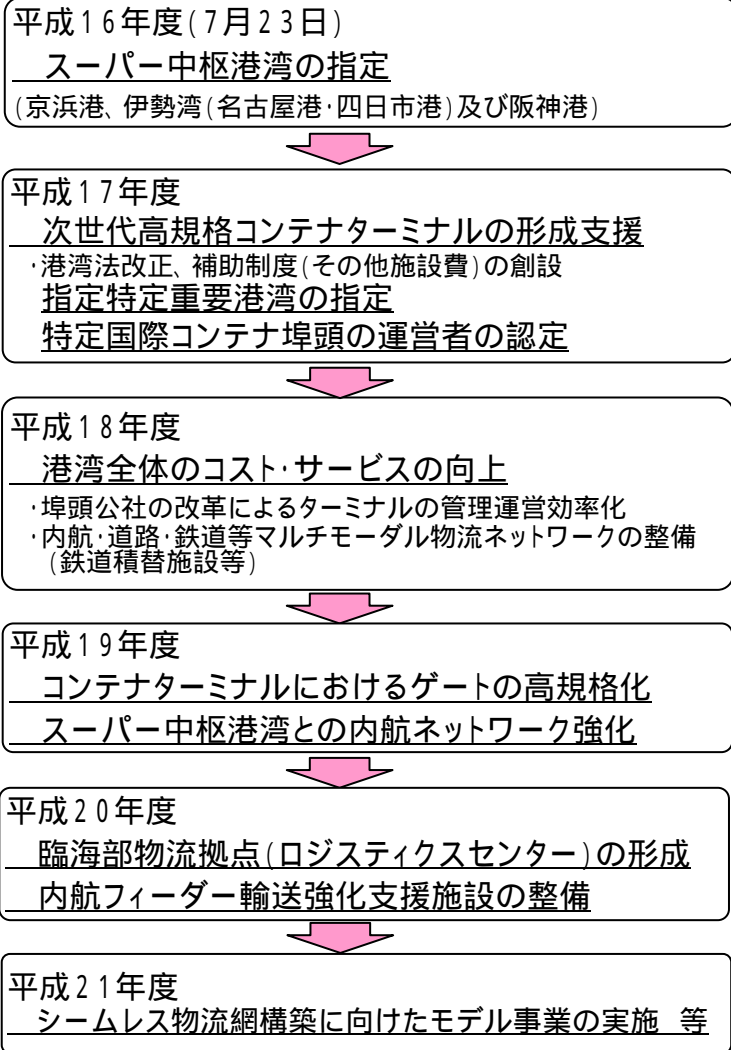 平成16年度(7月23日)
スーパー中枢港湾の指定
(京浜港、伊勢湾(名古屋港・四日市港)及び阪神港)
平成17年度
次世代高規格コンテナターミナルの形成支援
・港湾法改正、補助制度(その他施設費)の創設
指定特定重要港湾の指定
特定国際コンテナ埠頭の運営者の認定
平成18年度
港湾全体のコスト・サービスの向上
・埠頭公社の改革によるターミナルの管理運営効率化
・内航・道路・鉄道等マルチモーダル物流ネットワークの整備
(鉄道積替施設等)
平成19年度
コンテナターミナルにおけるゲートの高規格化
スーパー中枢港湾との内航ネットワーク強化
平成20年度
臨海部物流拠点(ロジスティクスセンター)の形成
内航フィーダー輸送強化支援施設の整備
平成21年度
シームレス物流網構築に向けたモデル事業の実施 等